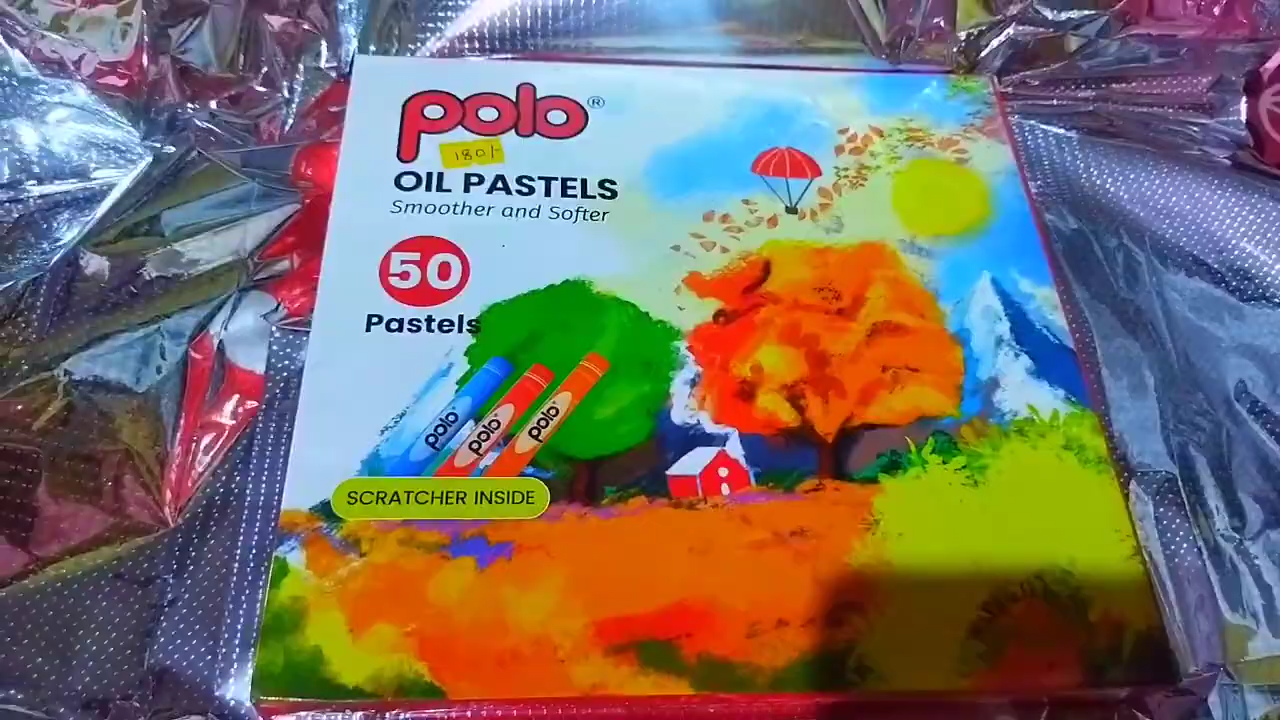 polo®
180/-
OIL PASTELS
Smoother and Softer
50
Pastels
polo
polo
polo
SCRATCHER INSIDE